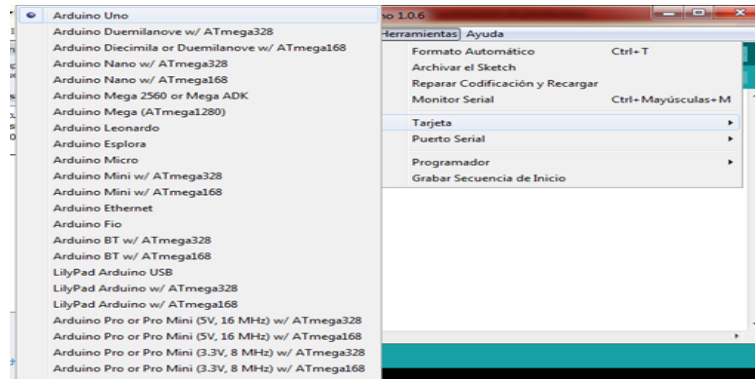 Arduino Uno
Arduino Duemilanove w/ ATmega328
Arduino Diecimila or Duemilanove w/ ATmega168
Arduino Nano w/ ATmega328
Arduino Nano w/ ATmega168
Arduino Mega 2560 or Mega ADK
Arduino Mega (ATmega1280)
Arduino Leonardo
Arduino Esplora
Arduino Micro
Arduino Mini w/ ATmega328
Arduino Mini w/ ATmega168
Arduino Ethernet
Arduino Fio
Arduino BT w/ ATmega328
Arduino BT w/ ATmega168
LilyPad Arduino USB
LilyPad Arduino w/ ATmega328
LilyPad Arduino w/ ATmega168
Arduino Pro or Pro Mini (5V, 16 MHz) w/ ATmega328
Arduino Pro or Pro Mini (5V, 16 MHz) w/ ATmega168
Arduino Pro or Pro Mini (3.3V, 8 MHz) w/ ATmega328
Arduino Pro or Pro Mini (3.3V, 8 MHz) w/ ATmega168
no 1.0.6
Herramientas Ayuda
Formato Automático Ctrl+T
Archivar el Sketch
Reparar Codificación y Recargar
Monitor Serial Ctrl+Mayúsculas+M
Tarjeta
Puerto Serial
Programador
Grabar Secuencia de Inicio